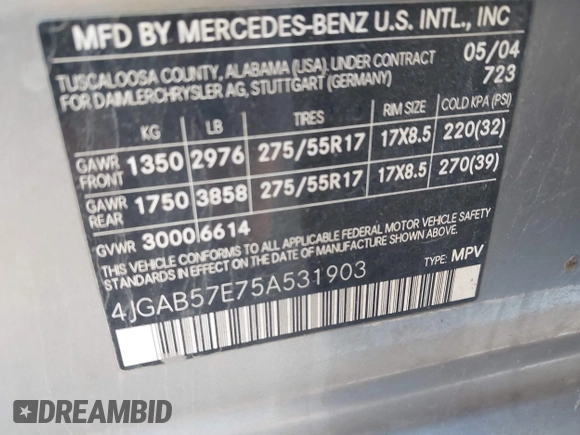 MFD BY MERCEDES-BENZ U.S. INTL., INC
TUSCALOOSA COUNTY, ALABAMA (USA). UNDER CONTRACT 05/04
FOR DAIMLERCHRYSLER AG, STUTTGART (GERMANY) 723
KG LB TIRES RIM SIZE COLD KPA (PSI)
GAWR FRONT 1350 2976 275/55R17 17X8.5 220(32)
GAWR REAR 1750 3858 275/55R17 17X8.5 270(39)
GVWR 3000 6614
THIS VEHICLE CONFORMS TO ALL APPLICABLE FEDERAL MOTOR VEHICLE SAFETY
STANDARDS IN EFFECT ON THE DATE OF MANUFACTURE SHOWN ABOVE.
4JGAB57E75A531903 TYPE: MPV
DREAMBID